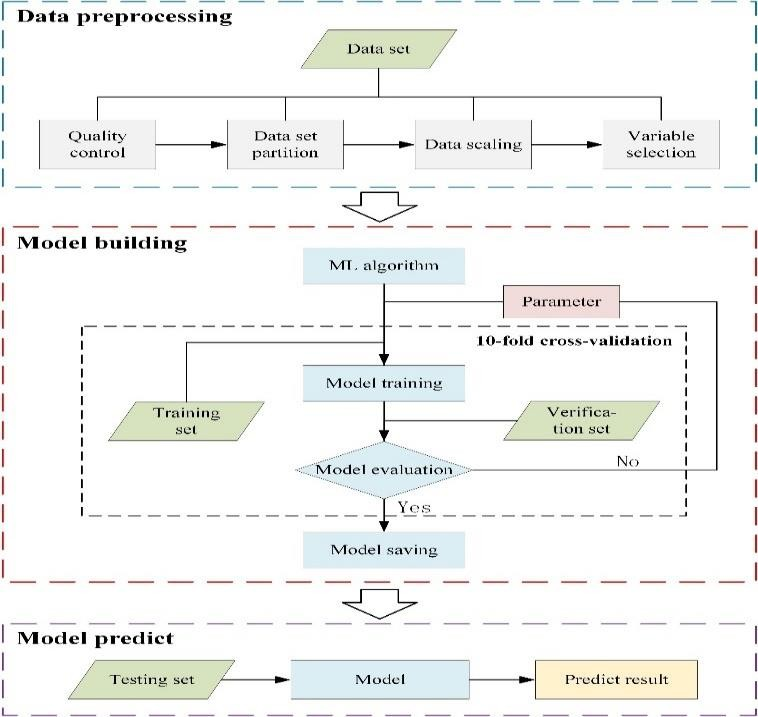 Data preprocessing
Data set
Quality
control
Data set
partition
Data scaling
Variable
selection
Model building
ML algorithm
Parameter
10-fold cross-validation
Model training
Training
set
Verifica-
tion set
Model evaluation
No
Yes
Model saving
Model predict
Testing set
Model
Predict result